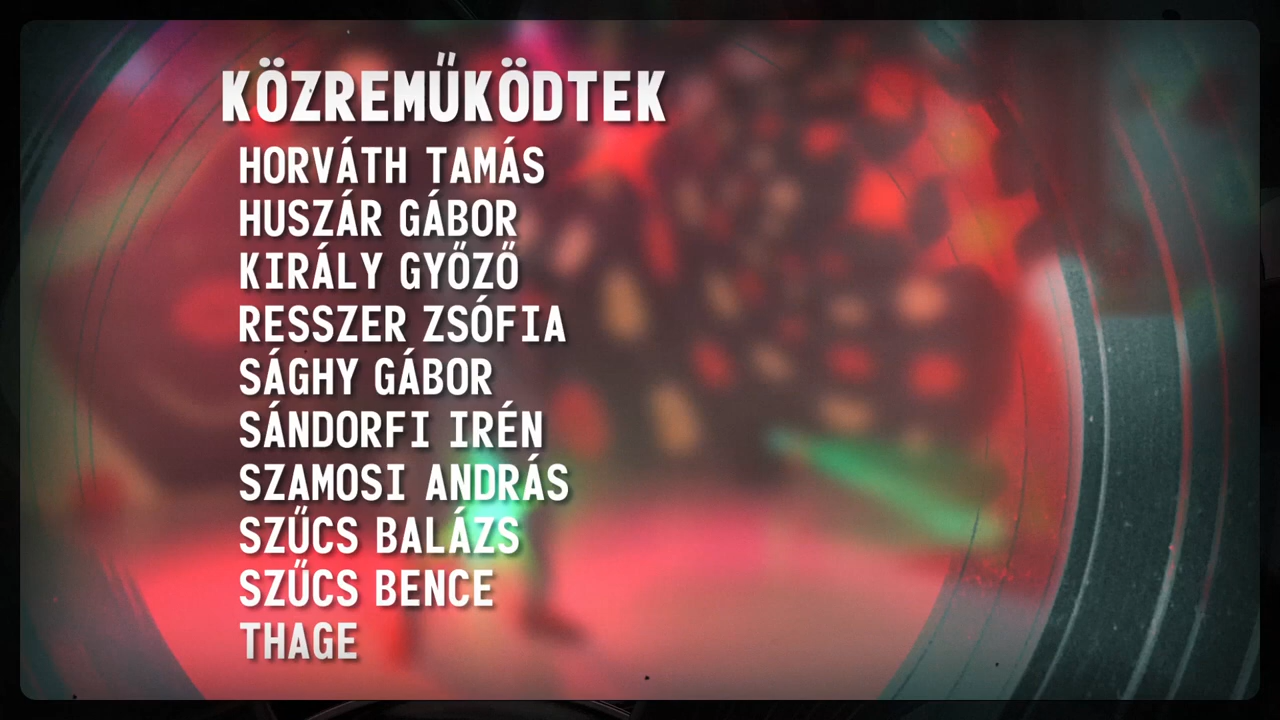 KÖZREMŰKÖDTEK
HORVÁTH TAMÁS
HUSZÁR GÁBOR
KIRÁLY GYŐZŐ
RESSZER ZSÓFIA
SÁGHY GÁBOR
SÁNDORFI IRÉN
SZAMOSI ANDRÁS
SZŰCS BALÁZS
SZŰCS BENCE
THAGE